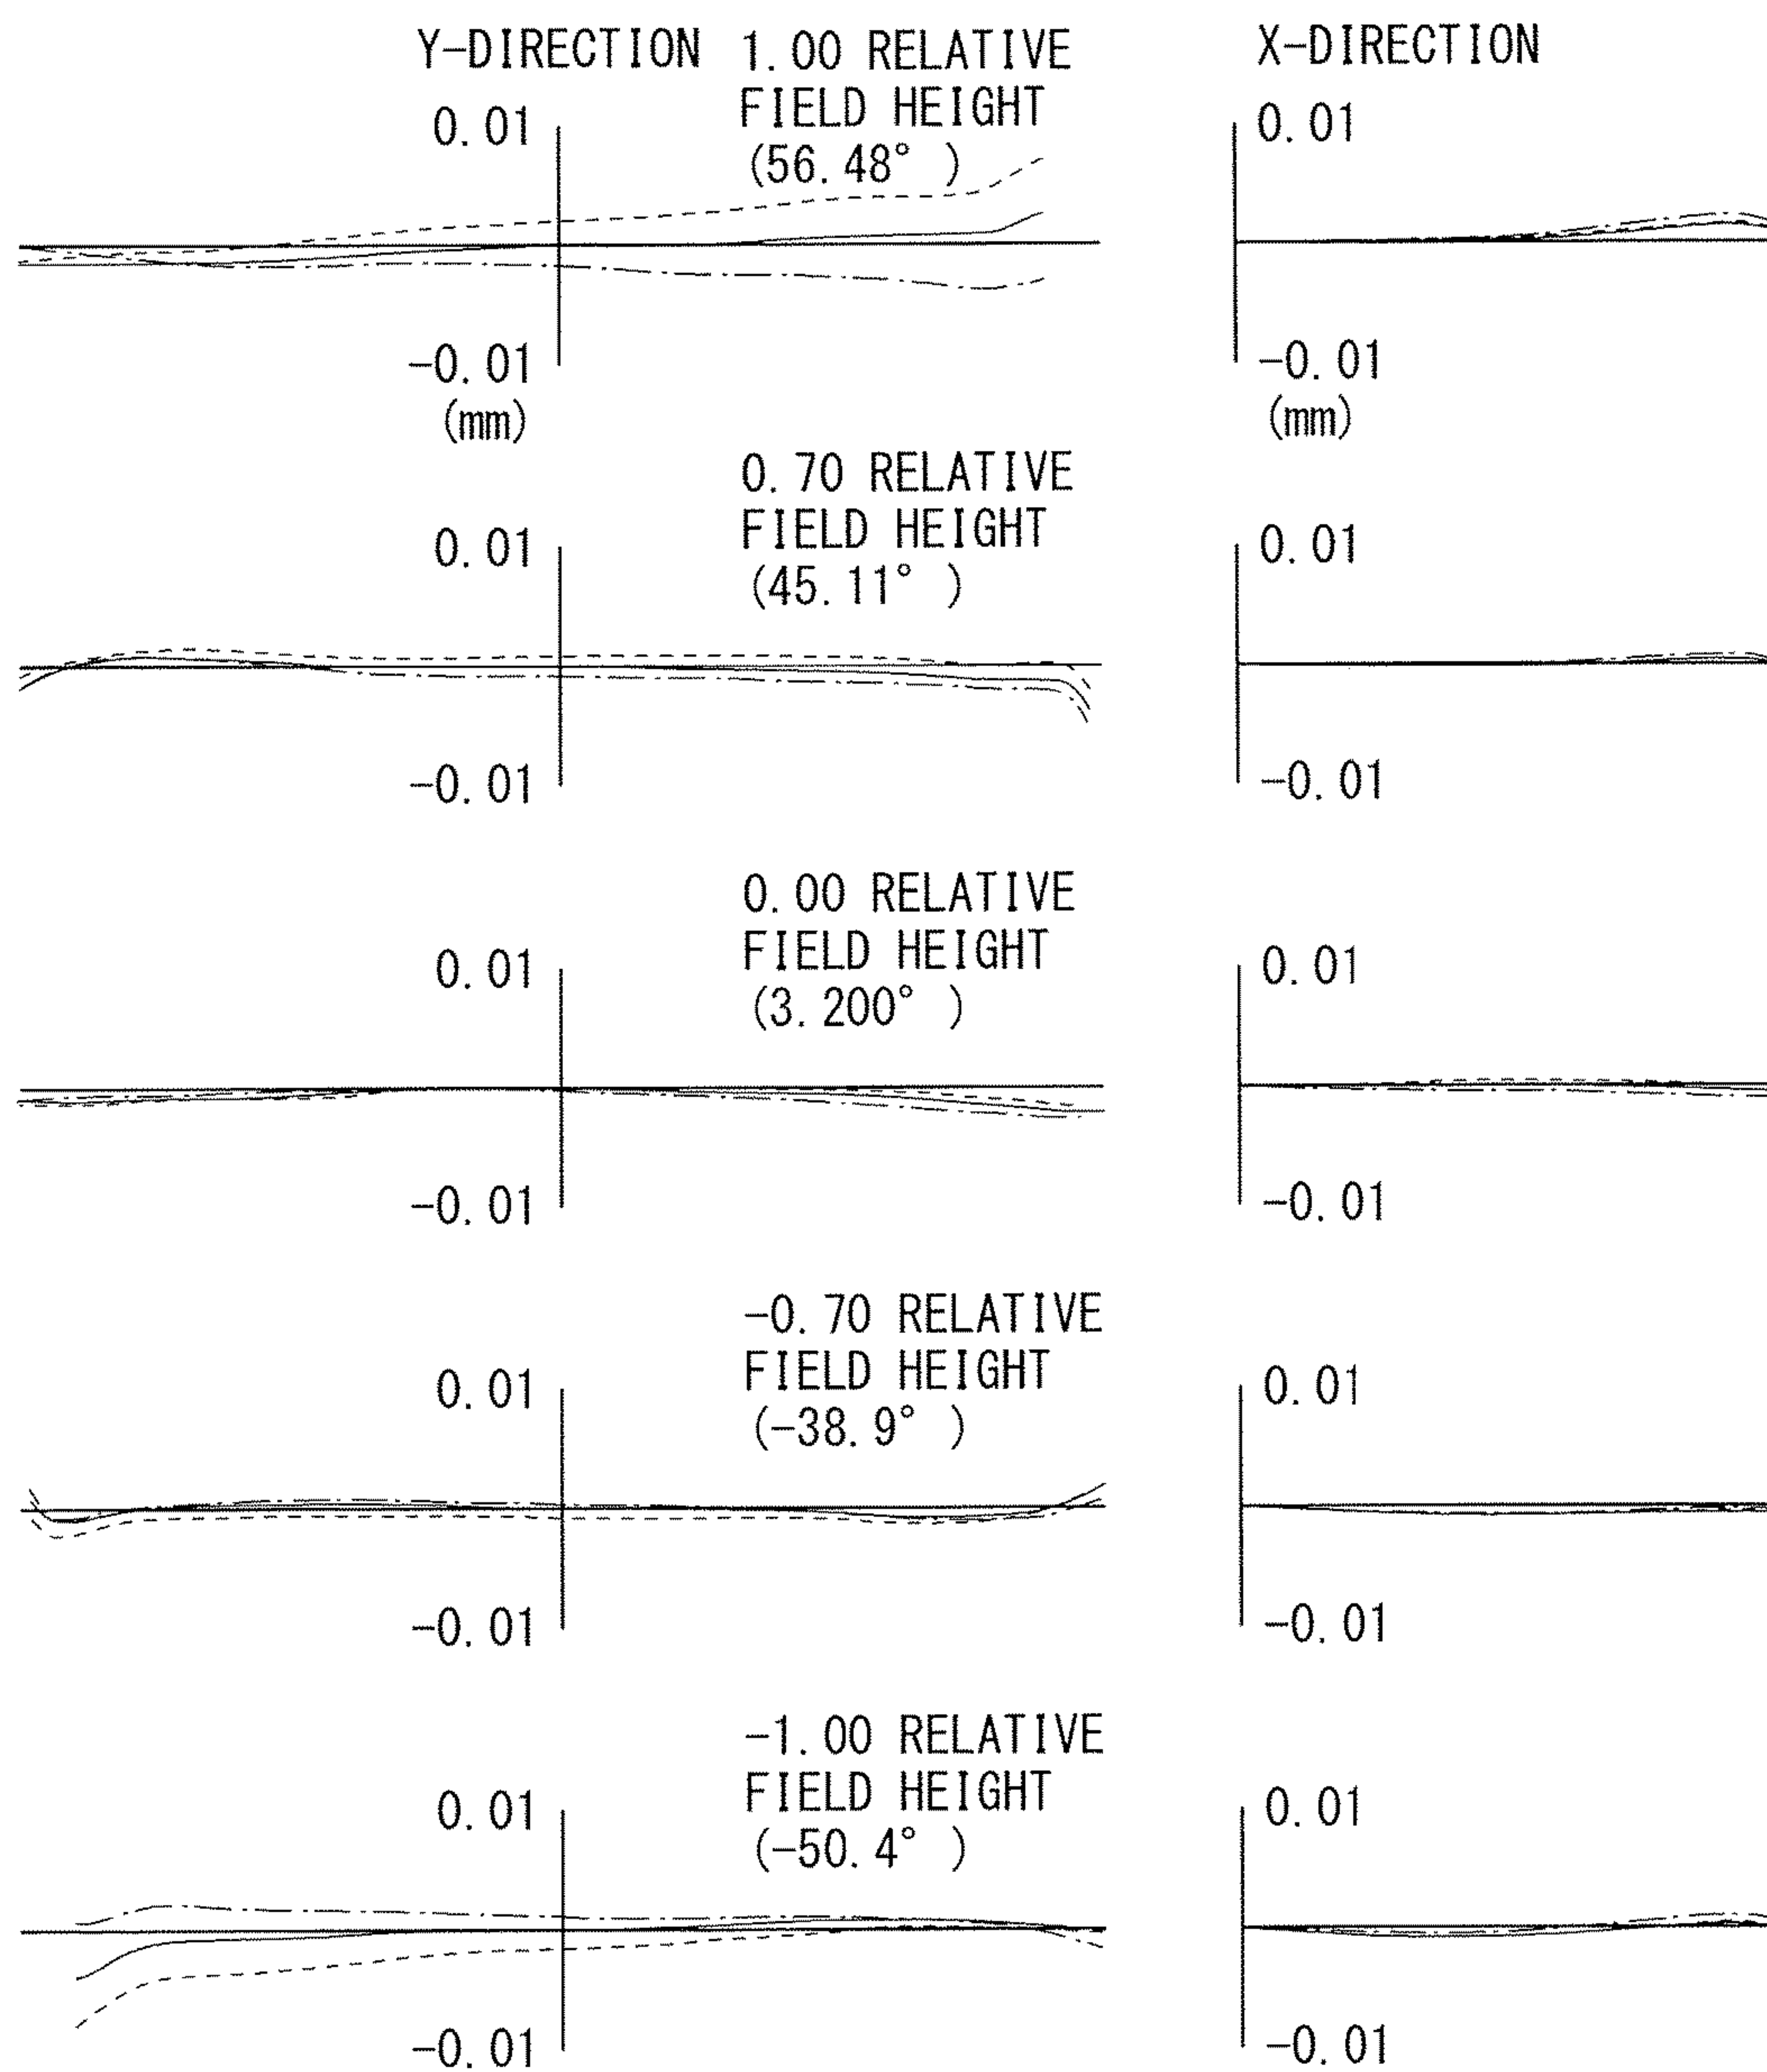 Y-DIRECTION
1.00 RELATIVE
FIELD HEIGHT
(56.48° )
X-DIRECTION
0.01
0.01
-0.01
(mm)
-0.01
(mm)
0.70 RELATIVE
FIELD HEIGHT
(45.11° )
0.01
0.01
-0.01
-0.01
0.00 RELATIVE
FIELD HEIGHT
(3.200° )
0.01
0.01
-0.01
-0.01
-0.70 RELATIVE
FIELD HEIGHT
(-38.9° )
0.01
0.01
-0.01
-0.01
-1.00 RELATIVE
FIELD HEIGHT
(-50.4° )
0.01
0.01
-0.01
-0.01